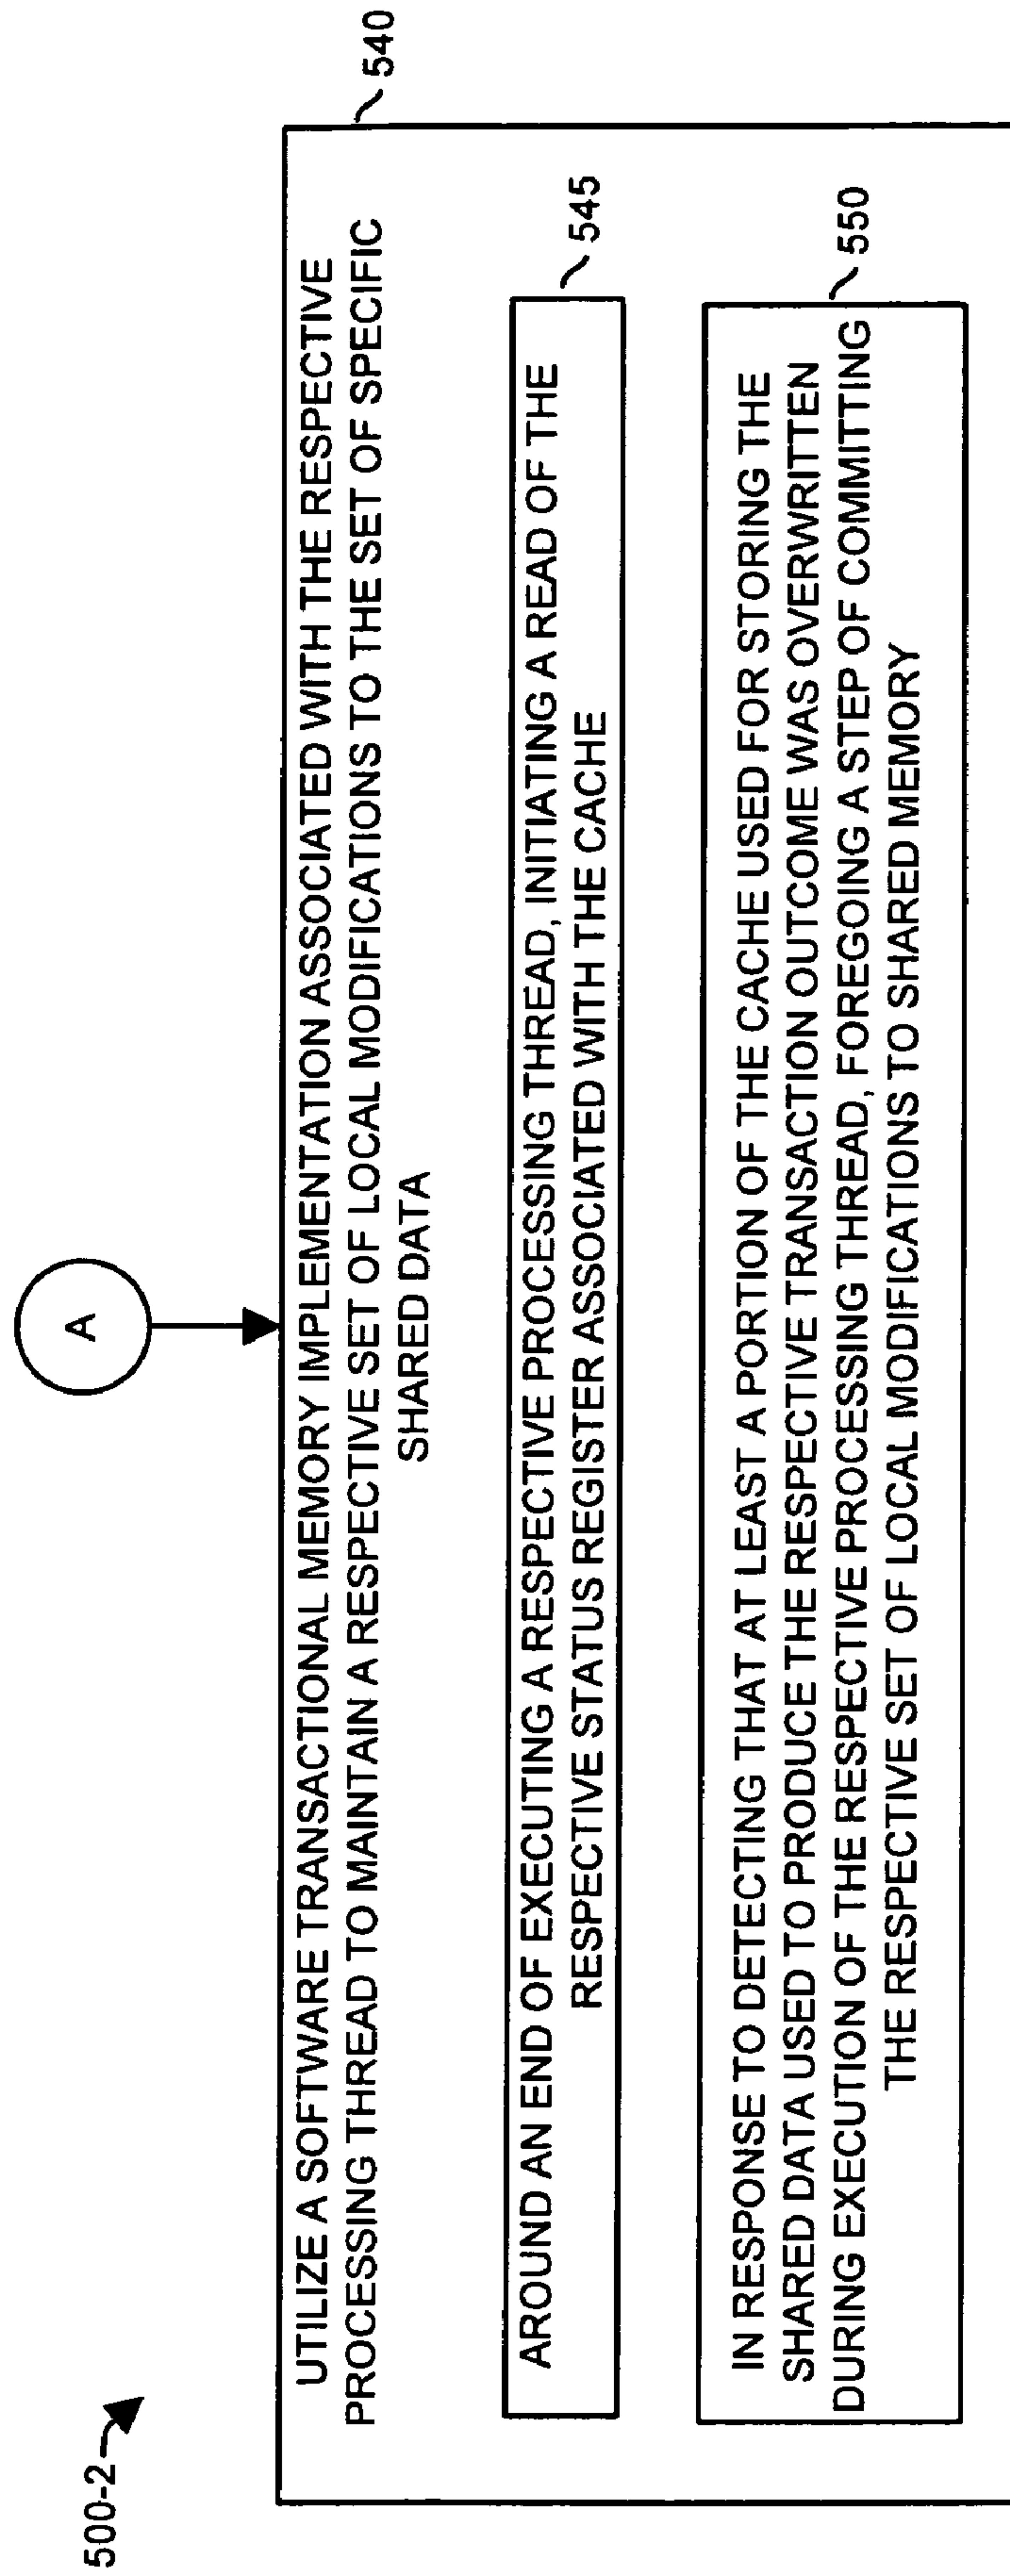 500-2
A
540
UTILIZE A SOFTWARE TRANSACTIONAL MEMORY IMPLEMENTATION ASSOCIATED WITH THE RESPECTIVE
PROCESSING THREAD TO MAINTAIN A RESPECTIVE SET OF LOCAL MODIFICATIONS TO THE SET OF SPECIFIC
SHARED DATA
545
AROUND AN END OF EXECUTING A RESPECTIVE PROCESSING THREAD, INITIATING A READ OF THE
RESPECTIVE STATUS REGISTER ASSOCIATED WITH THE CACHE
550
IN RESPONSE TO DETECTING THAT AT LEAST A PORTION OF THE CACHE USED FOR STORING THE
SHARED DATA USED TO PRODUCE THE RESPECTIVE TRANSACTION OUTCOME WAS OVERWRITTEN
DURING EXECUTION OF THE RESPECTIVE PROCESSING THREAD, FOREGOING A STEP OF COMMITTING
THE RESPECTIVE SET OF LOCAL MODIFICATIONS TO SHARED MEMORY